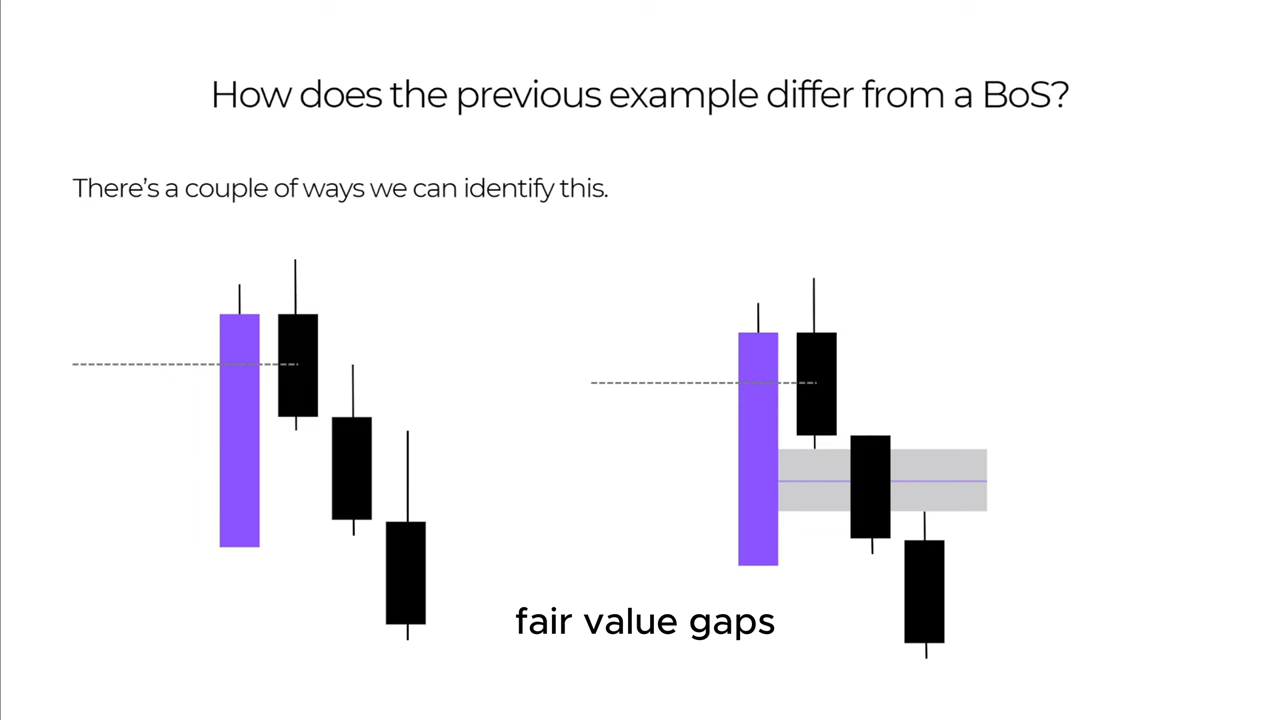 How does the previous example differ from a BoS?
There's a couple of ways we can identify this.
fair value gaps